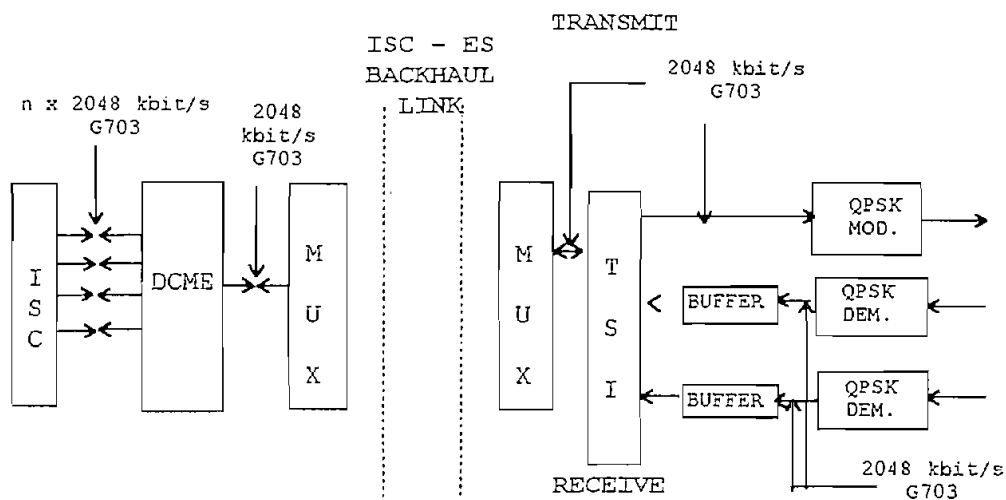 TRANSMIT
ISC - ES
BACKHAUL
LINK
n x 2048 kbit/s
G703
2048
kbit/s
G703
2048 kbit/s
G703
I
S
C
DCME
M
U
X
M
U
X
T
S
I
QPSK
MOD.
BUFFER
QPSK
DEM.
BUFFER
QPSK
DEM.
RECEIVE
2048 kbit/s
G703